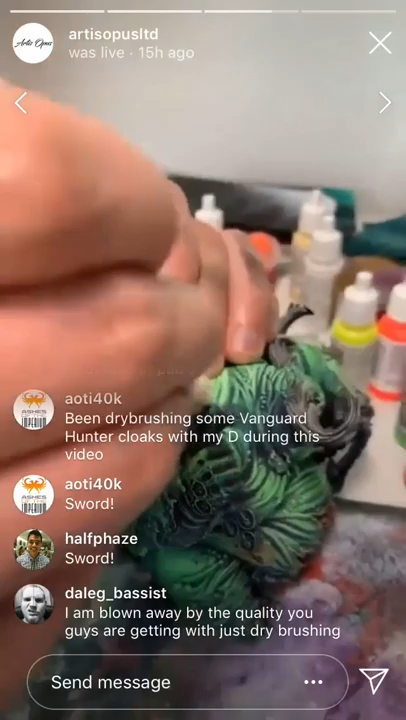 artisopusltd
Artis Opus
was live · 15h ago
aoti40k
Been drybrushing some Vanguard
Hunter cloaks with my D during this
video
aoti40k
Sword!
halfphaze
Sword!
daleg_bassist
I am blown away by the quality you
guys are getting with just dry brushing
Send message